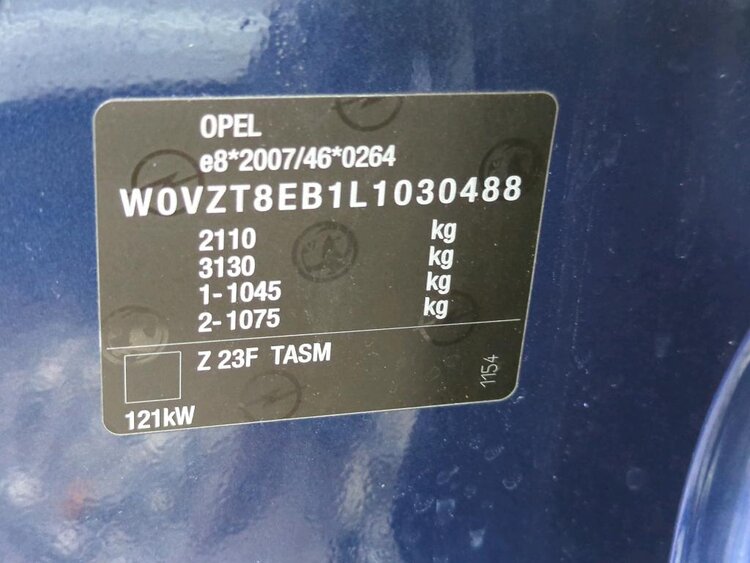 OPEL
e8*2007/46*0264
W0VZT8EB1L1030488
2110 kg
3130 kg
1-1045 kg
2-1075 kg
Z 23F TASM
1154
121kW